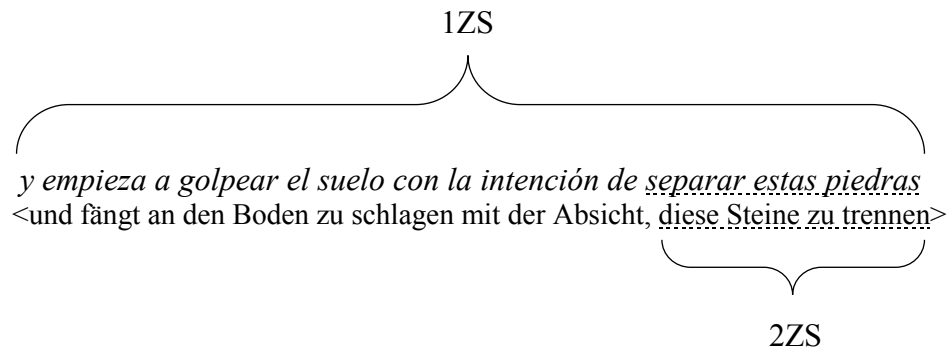 1ZS
y empieza a golpear el suelo con la intención de separar estas piedras
<und fängt an den Boden zu schlagen mit der Absicht, diese Steine zu trennen>
2ZS